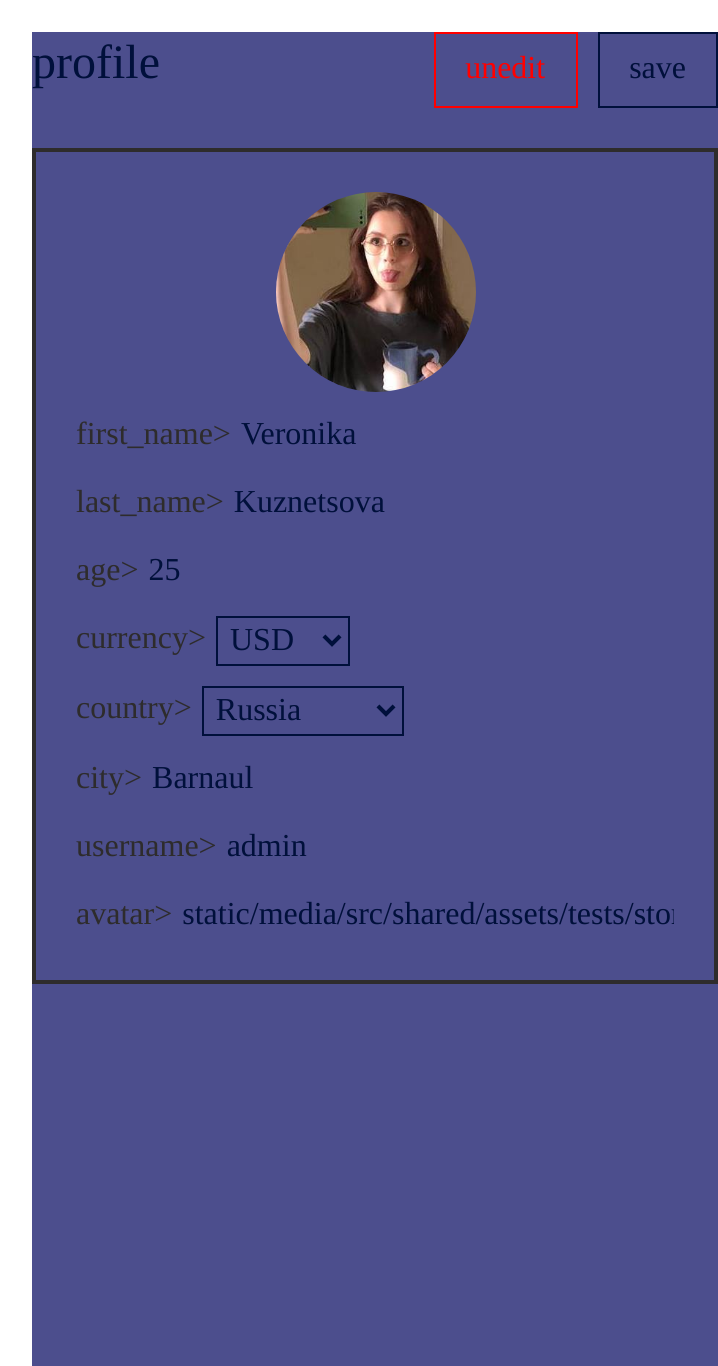 profile
unedit
save
first_name> Veronika
last_name> Kuznetsova
age> 25
currency> USD
country> Russia
city> Barnaul
username> admin
avatar> static/media/src/shared/assets/tests/sto